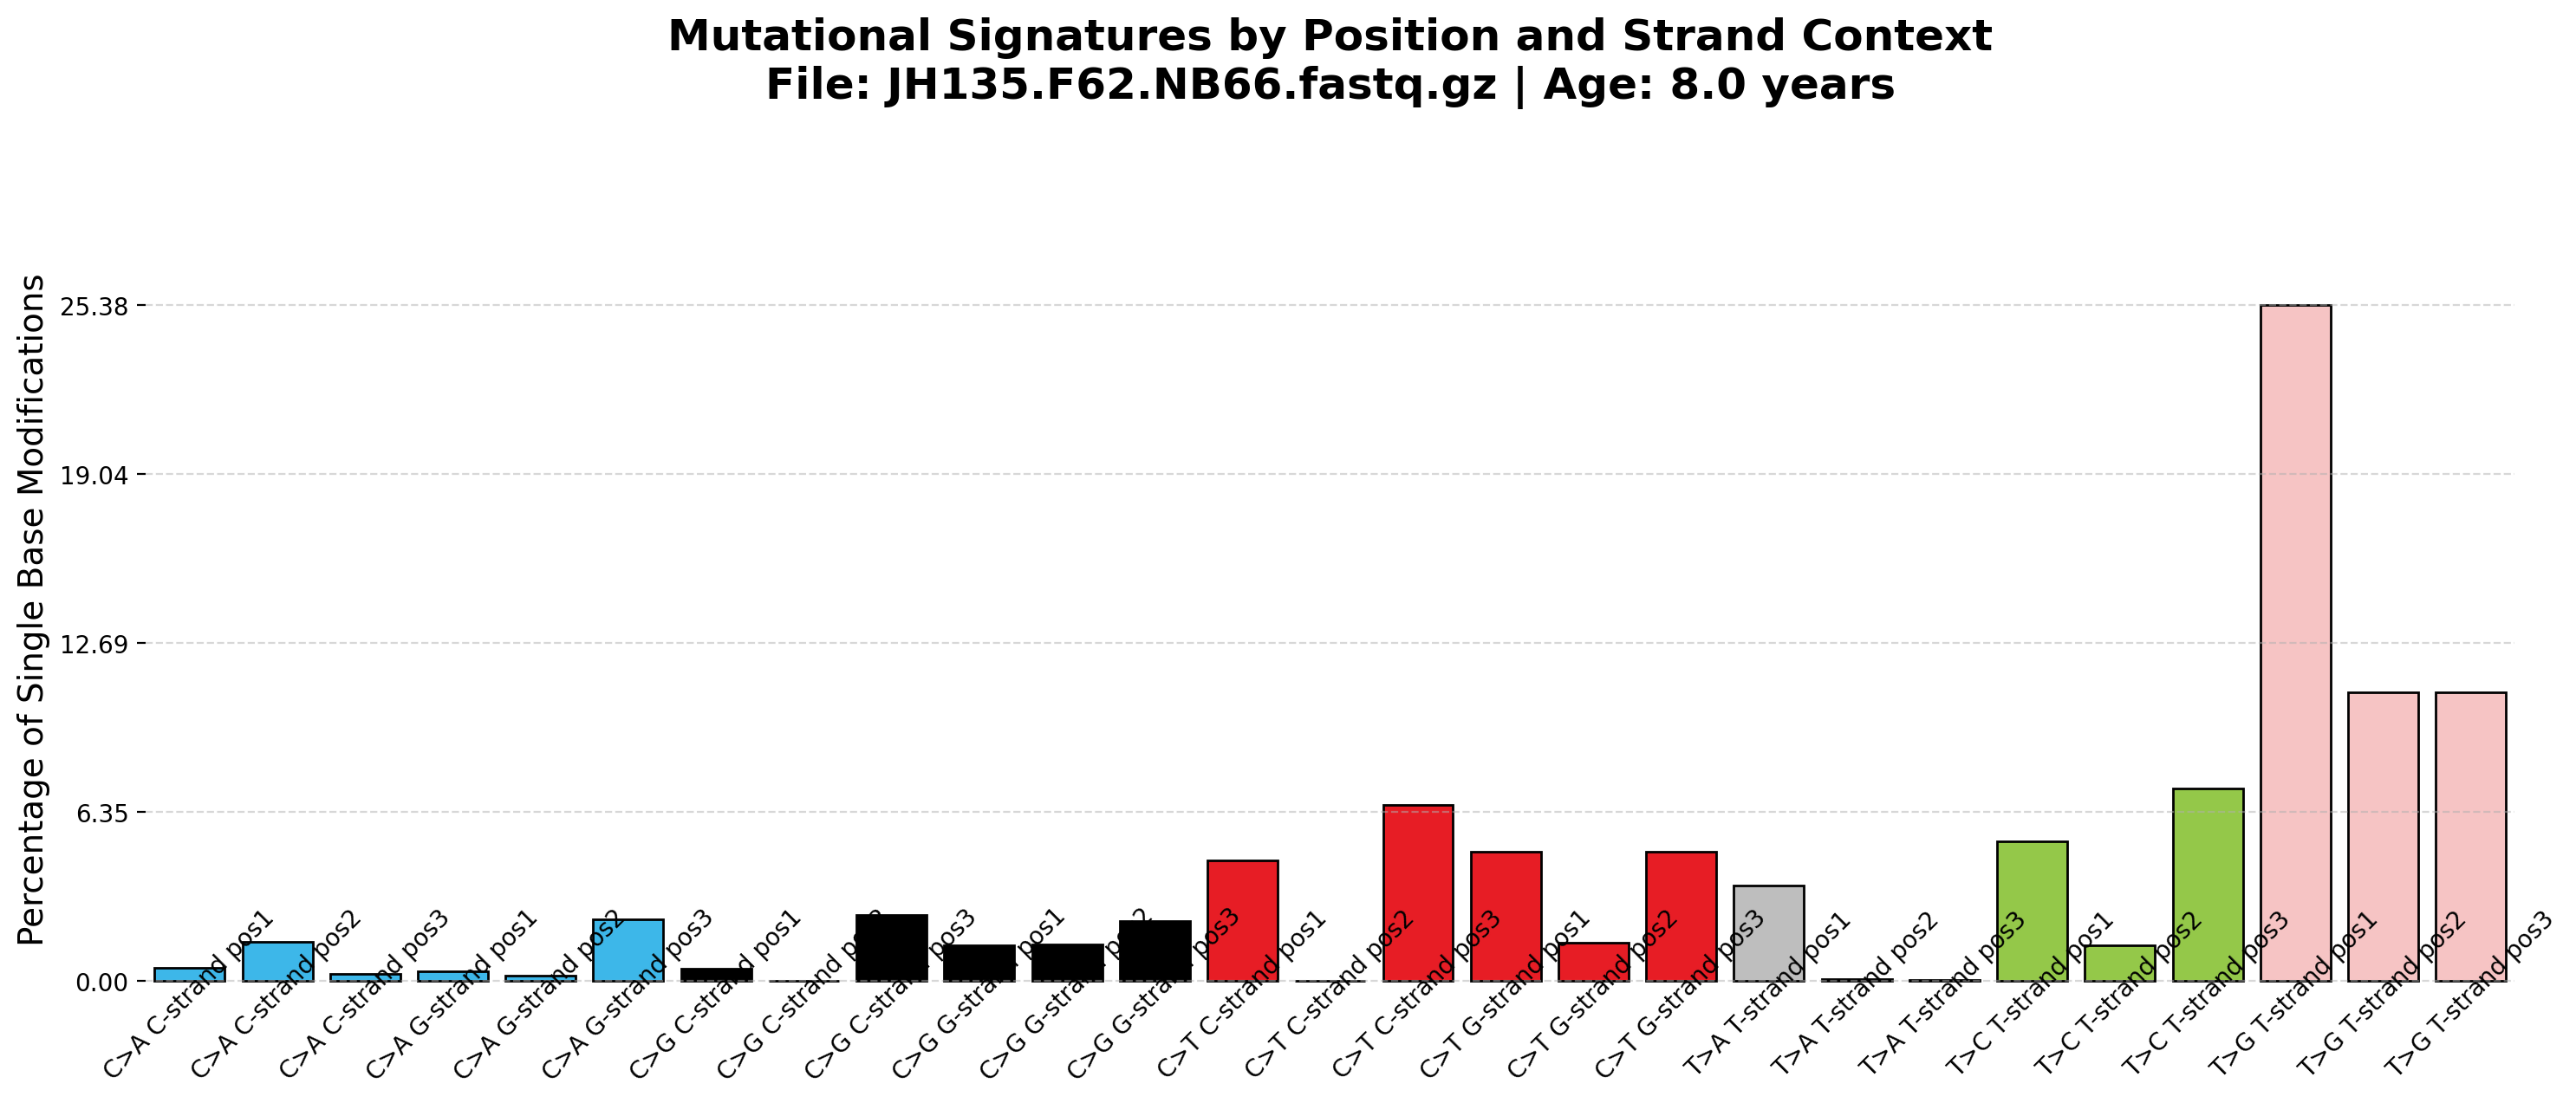 Mutational Signatures by Position and Strand Context
File: JH135.F62.NB66.fastq.gz | Age: 8.0 years
Percentage of Single Base Modifications
25.38
19.04
12.69
6.35
0.00
C>A C-strand pos1
C>A C-strand pos2
C>A C-strand pos3
C>A G-strand pos1
C>A G-strand pos2
C>A G-strand pos3
C>G C-strand pos1
C>G C-strand pos2
C>G C-strand pos3
C>G G-strand pos1
C>G G-strand pos2
C>G G-strand pos3
C>T C-strand pos1
C>T C-strand pos2
C>T C-strand pos3
C>T G-strand pos1
C>T G-strand pos2
C>T G-strand pos3
T>A T-strand pos1
T>A T-strand pos2
T>A T-strand pos3
T>C T-strand pos1
T>C T-strand pos2
T>C T-strand pos3
T>G T-strand pos1
T>G T-strand pos2
T>G T-strand pos3